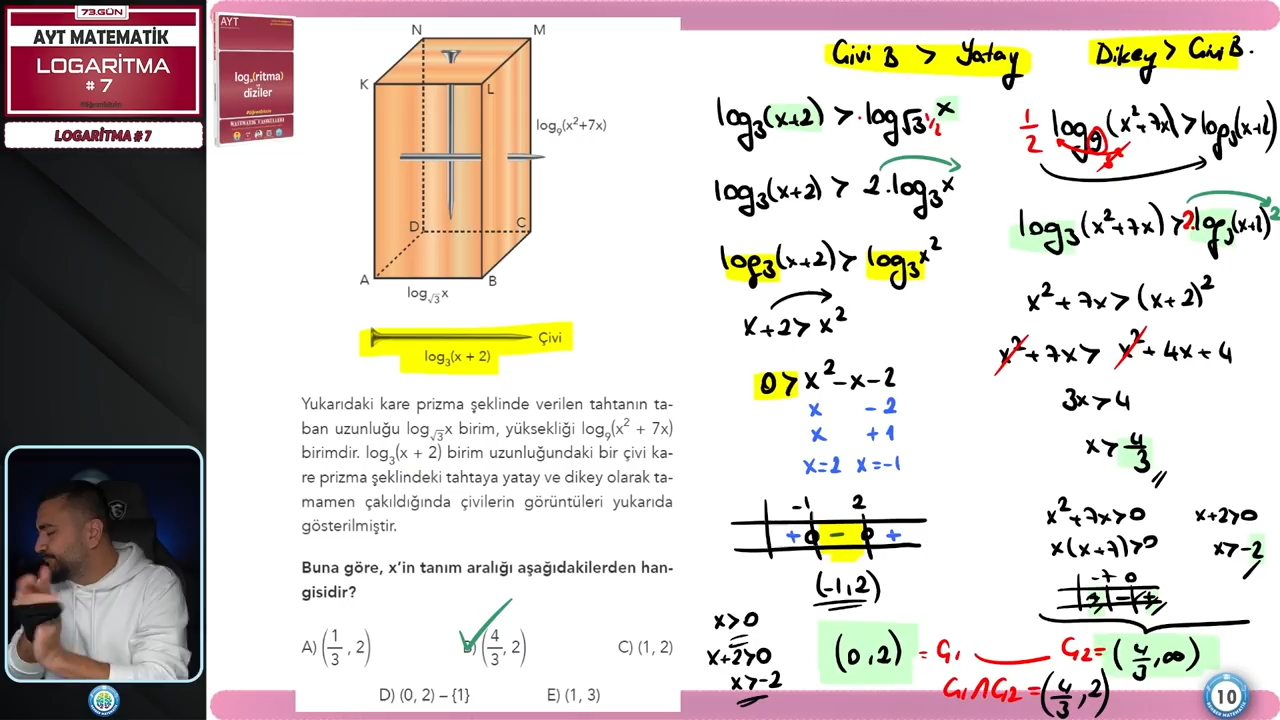 73.GÜN
AYT MATEMATİK
LOGARİTMA
# 7
LOGARİTMA # 7
AYT
log₂(ritma)
diziler
N
M
K
L
log₉(x²+7x)
D
C
A
B
log√3 x
Çivi
log₃(x + 2)
Yukarıdaki kare prizma şeklinde verilen tahtanın ta-
ban uzunluğu log√3 x birim, yüksekliği log₉(x² + 7x)
birimdir. log₃(x + 2) birim uzunluğundaki bir çivi ka-
re prizma şeklindeki tahtaya yatay ve dikey olarak ta-
mamen çakıldığında çivilerin görüntüleri yukarıda
gösterilmiştir.
Buna göre, x'in tanım aralığı aşağıdakilerden han-
gisidir?
A) (1/3, 2)
B) (4/3, 2)
C) (1, 2)
D) (0, 2) – {1}
E) (1, 3)
Çivi B > Yatay
log₃(x+2) > log√3 x
1/2
log₃(x+2) > 2.log₃x
log₃(x+2) > log₃x²
x+2 > x²
0 > x² - x - 2
x -2
x +1
x=2 x=-1
-1 2
+ - +
(-1,2)
x>0
x+2>0
x>-2
(0,2) = Ç₁
Dikey > Çivi B.
1/2 log₉(x²+7x) > log₃(x+2)
log₃(x²+7x) > 2.log₃(x+2)²
x²+7x > (x+2)²
x²+7x > x²+4x+4
3x > 4
x > 4/3
x²+7x>0
x+2>0
x(x+7)>0
x>-2
-7 0
+ - +
Ç₂ = (4/3, ∞)
Ç₁∩Ç₂ = (4/3, 2)
10
REHBER MATEMATİK